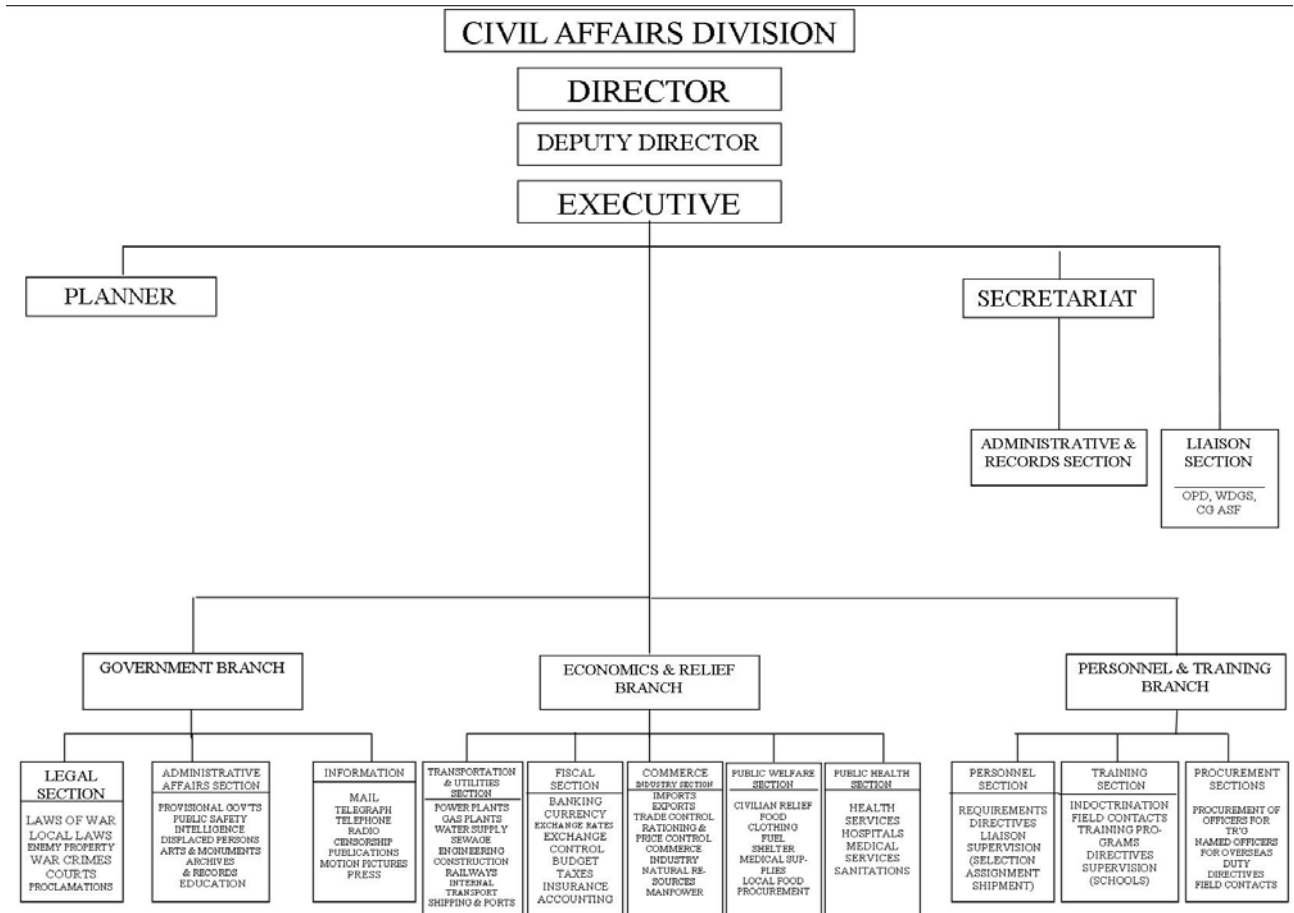 CIVIL AFFAIRS DIVISION
DIRECTOR
DEPUTY DIRECTOR
EXECUTIVE
PLANNER
SECRETARIAT
ADMINISTRATIVE &
RECORDS SECTION
LIAISON
SECTION
OPD, WDGS,
CG ASF
GOVERNMENT BRANCH
ECONOMICS & RELIEF
BRANCH
PERSONNEL & TRAINING
BRANCH
LEGAL
SECTION
LAWS OF WAR
LOCAL LAWS
ENEMY PROPERTY
WAR CRIMES
COURTS
PROCLAMATIONS
ADMINISTRATIVE
AFFAIRS SECTION
PROVISIONAL GOV'TS
PUBLIC SAFETY
INTELLIGENCE
DISPLACED PERSONS
ARTS & MONUMENTS
ARCHIVES
& RECORDS
EDUCATION
INFORMATION
MAIL
TELEGRAPH
TELEPHONE
RADIO
CENSORSHIP
PUBLICATIONS
MOTION PICTURES
PRESS
TRANSPORTATION
& UTILITIES
SECTION
POWER PLANTS
GAS PLANTS
WATER SUPPLY
SEWAGE
ENGINEERING
CONSTRUCTION
RAILWAYS
INTERNAL
TRANSPORT
SHIPPING & PORTS
FISCAL
SECTION
BANKING
CURRENCY
EXCHANGE RATES
EXCHANGE
CONTROL
BUDGET
TAXES
INSURANCE
ACCOUNTING
COMMERCE
INDUSTRY SECTION
IMPORTS
EXPORTS
TRADE CONTROL
RATIONING &
PRICE CONTROL
COMMERCE
INDUSTRY
NATURAL RE-
SOURCES
MANPOWER
PUBLIC WELFARE
SECTION
CIVILIAN RELIEF
FOOD
CLOTHING
FUEL
SHELTER
MEDICAL SUP-
PLIES
LOCAL FOOD
PROCUREMENT
PUBLIC HEALTH
SECTION
HEALTH
SERVICES
HOSPITALS
MEDICAL
SERVICES
SANITATIONS
PERSONNEL
SECTION
REQUIREMENTS
DIRECTIVES
LIAISON
SUPERVISION
(SELECTION
ASSIGNMENT
SHIPMENT)
TRAINING
SECTION
INDOCTRINATION
FIELD CONTACTS
TRAINING PRO-
GRAMS
DIRECTIVES
SUPERVISION
(SCHOOLS)
PROCUREMENT
SECTIONS
PROCUREMENT OF
OFFICERS FOR
TR'G
NAMED OFFICERS
FOR OVERSEAS
DUTY
DIRECTIVES
FIELD CONTACTS